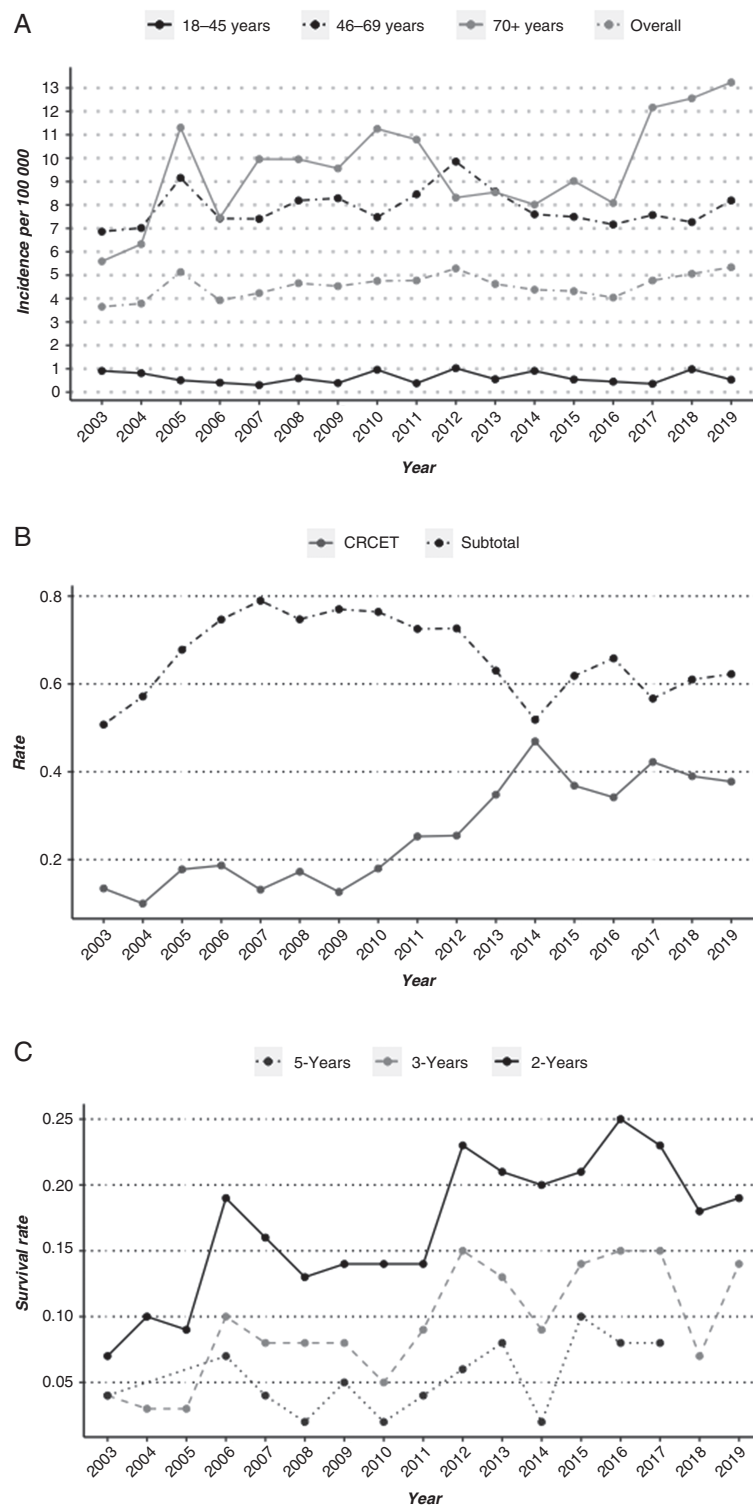 A
18–45 years 46–69 years 70+ years Overall
13
12
11
10
9
8
7
6
5
4
3
2
1
0
Incidence per 100 000
2003 2004 2005 2006 2007 2008 2009 2010 2011 2012 2013 2014 2015 2016 2017 2018 2019
Year
B
CRCET Subtotal
0.8
0.6
0.4
0.2
Rate
2003 2004 2005 2006 2007 2008 2009 2010 2011 2012 2013 2014 2015 2016 2017 2018 2019
Year
C
5-Years 3-Years 2-Years
0.25
0.20
0.15
0.10
0.05
Survival rate
2003 2004 2005 2006 2007 2008 2009 2010 2011 2012 2013 2014 2015 2016 2017 2018 2019
Year